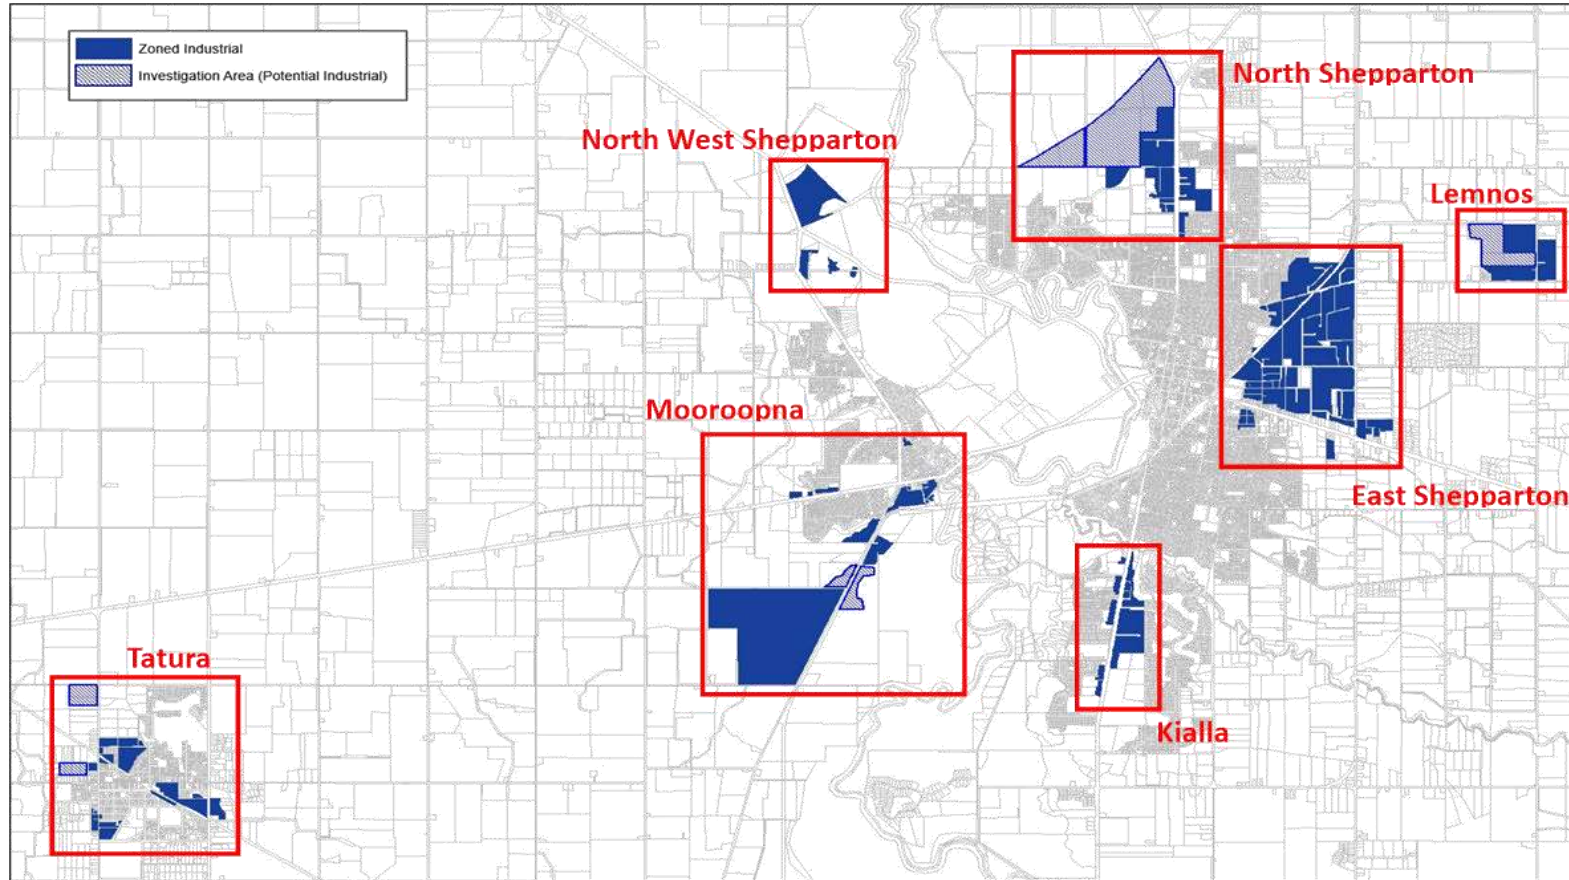 Zoned Industrial
Investigation Area (Potential Industrial)
North Shepparton
North West Shepparton
Lemnos
Mooroopna
East Shepparton
Tatura
Kialla